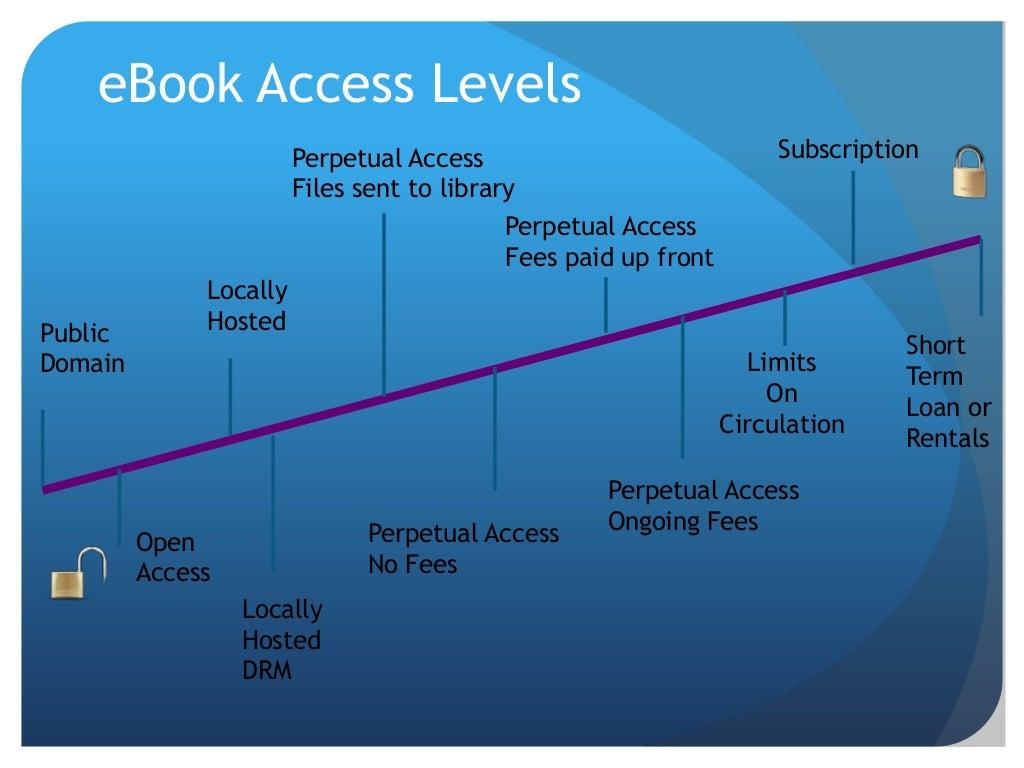 eBook Access Levels
Perpetual Access
Files sent to library
Subscription
Perpetual Access
Fees paid up front
Locally
Hosted
Public
Domain
Limits
On
Circulation
Short
Term
Loan or
Rentals
Perpetual Access
Ongoing Fees
Open
Access
Perpetual Access
No Fees
Locally
Hosted
DRM